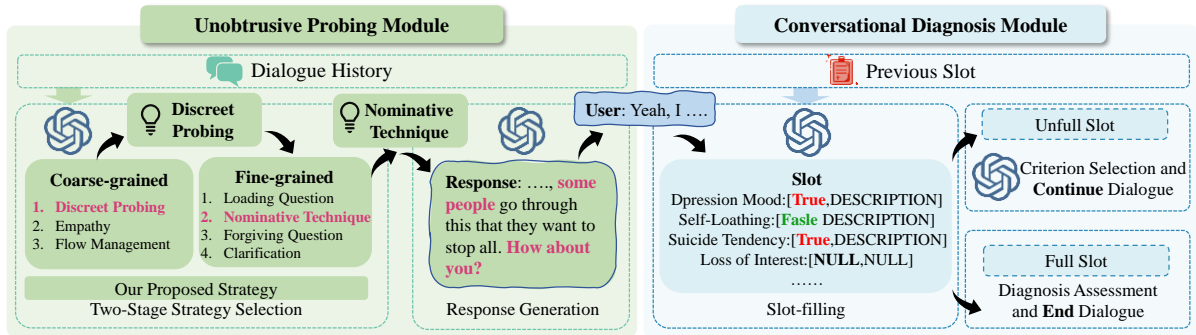 Unobtrusive Probing Module
Dialogue History
Discreet
Probing
Nominative
Technique
Coarse-grained
1. Discreet Probing
2. Empathy
3. Flow Management
Fine-grained
1. Loading Question
2. Nominative Technique
3. Forgiving Question
4. Clarification
Our Proposed Strategy
Two-Stage Strategy Selection
Response: …., some
people go through
this that they want to
stop all. How about
you?
Response Generation
User: Yeah, I ….
Conversational Diagnosis Module
Previous Slot
Slot
Dpression Mood:[True,DESCRIPTION]
Self-Loathing:[Fasle DESCRIPTION]
Suicide Tendency:[True,DESCRIPTION]
Loss of Interest:[NULL,NULL]
……
Slot-filling
Unfull Slot
Criterion Selection and
Continue Dialogue
Full Slot
Diagnosis Assessment
and End Dialogue